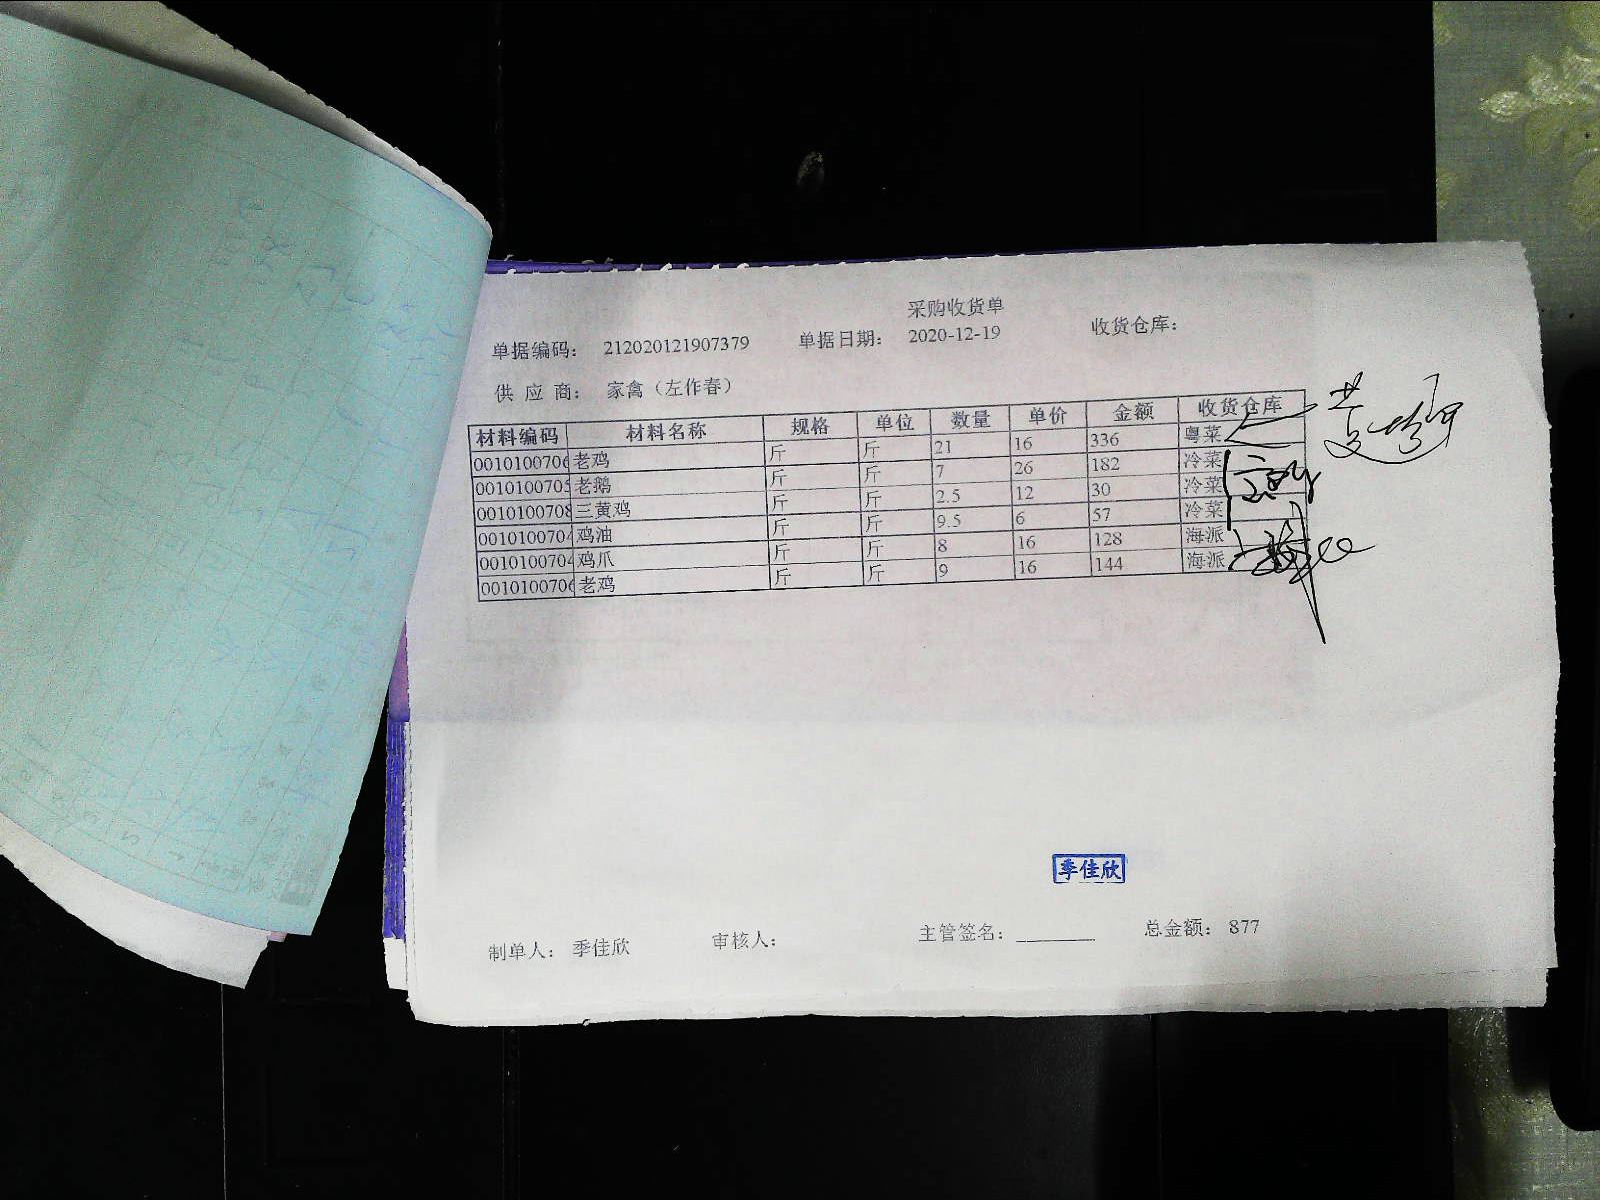 采购收货单
单据编码： 212020121907379 单据日期： 2020-12-19 收货仓库：
供 应 商： 家禽（左作春）
材料编码 材料名称 规格 单位 数量 单价 金额 收货仓库
0010100706 老鸡 斤 斤 21 16 336 粤菜
0010100705 老鹅 斤 斤 7 26 182 冷菜
0010100708 三黄鸡 斤 斤 2.5 12 30 冷菜
0010100704 鸡油 斤 斤 9.5 6 57 冷菜
0010100704 鸡爪 斤 斤 8 16 128 海派
0010100706 老鸡 斤 斤 9 16 144 海派
季佳欣
制单人： 季佳欣 审核人： 主管签名： 总金额： 877